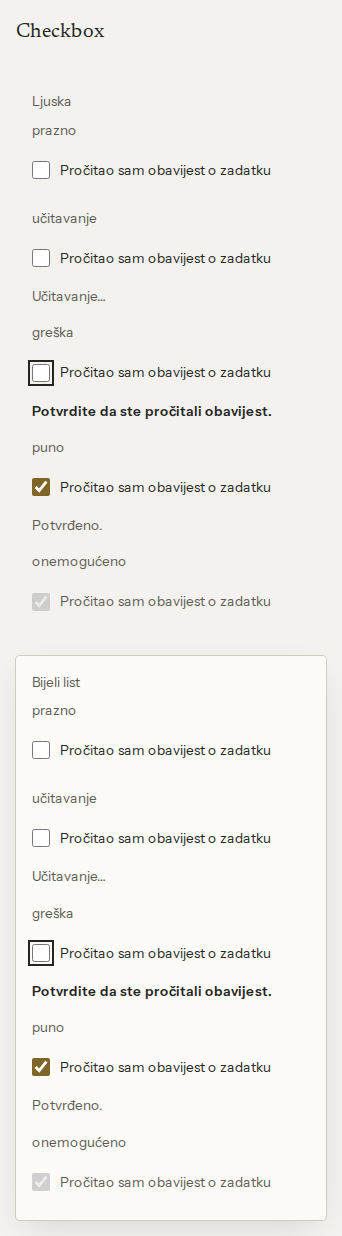 Checkbox
Ljuska
prazno
Pročitao sam obavijest o zadatku
učitavanje
Pročitao sam obavijest o zadatku
Učitavanje…
greška
Pročitao sam obavijest o zadatku
Potvrdite da ste pročitali obavijest.
puno
Pročitao sam obavijest o zadatku
Potvrđeno.
onemogućeno
Pročitao sam obavijest o zadatku
Bijeli list
prazno
Pročitao sam obavijest o zadatku
učitavanje
Pročitao sam obavijest o zadatku
Učitavanje…
greška
Pročitao sam obavijest o zadatku
Potvrdite da ste pročitali obavijest.
puno
Pročitao sam obavijest o zadatku
Potvrđeno.
onemogućeno
Pročitao sam obavijest o zadatku